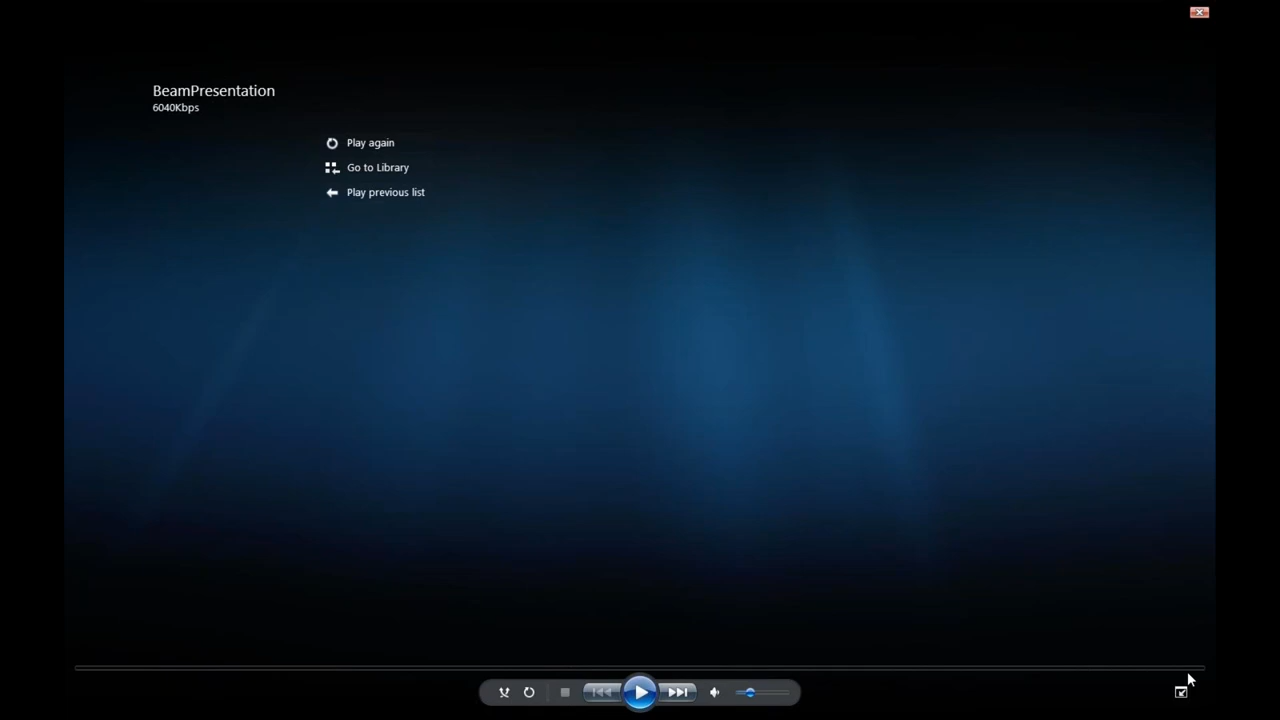 BeamPresentation
6040Kbps
Play again
Go to Library
Play previous list